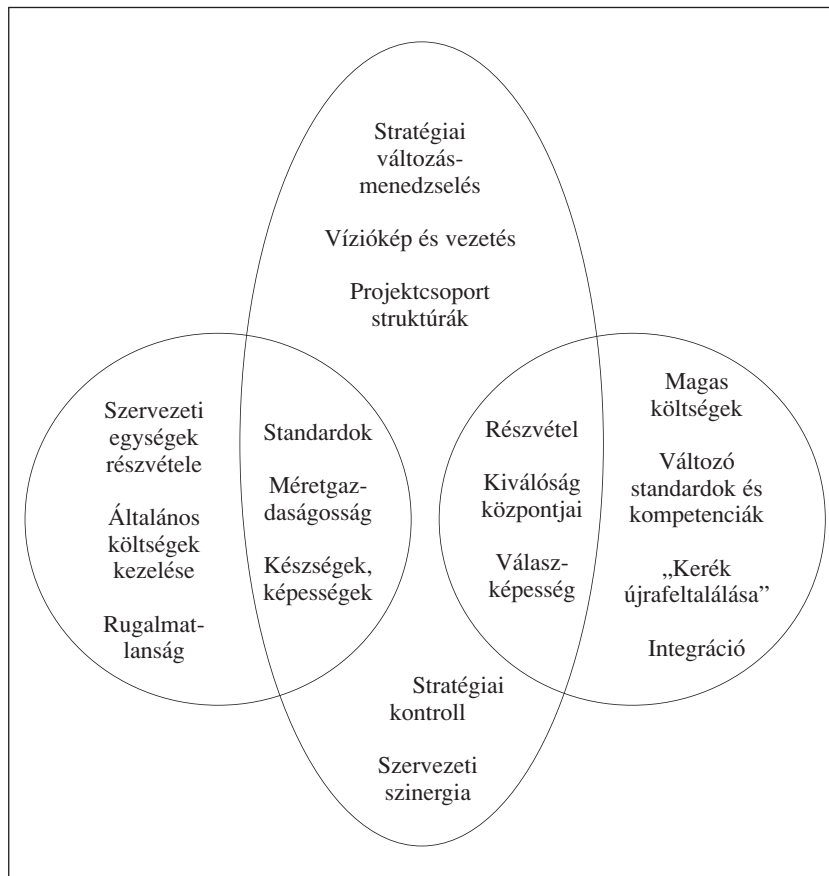 Stratégiai
változás-
menedzselés
Víziókép és vezetés
Projektcsoport
struktúrák
Szervezeti
egységek
részvétele
Általános
költségek
kezelése
Rugalmat-
lanság
Standardok
Méretgaz-
daságosság
Készségek,
képességek
Részvétel
Kiválóság
központjai
Válasz-
képesség
Magas
költségek
Változó
standardok és
kompetenciák
„Kerék
újrafeltalálása”
Integráció
Stratégiai
kontroll
Szervezeti
szinergia